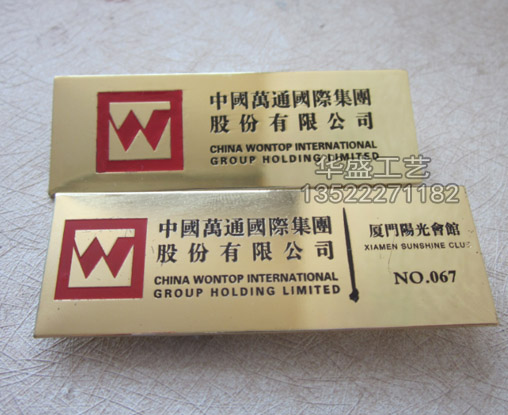 中國萬通國際集團
股份有限公司
CHINA WONTOP INTERNATIONAL
GROUP HOLDING LIMITED
华盛工艺
13522271182
中國萬通國際集團
股份有限公司
CHINA WONTOP INTERNATIONAL
GROUP HOLDING LIMITED
厦門陽光會館
XIAMEN SUNSHINE CLUB
NO.067